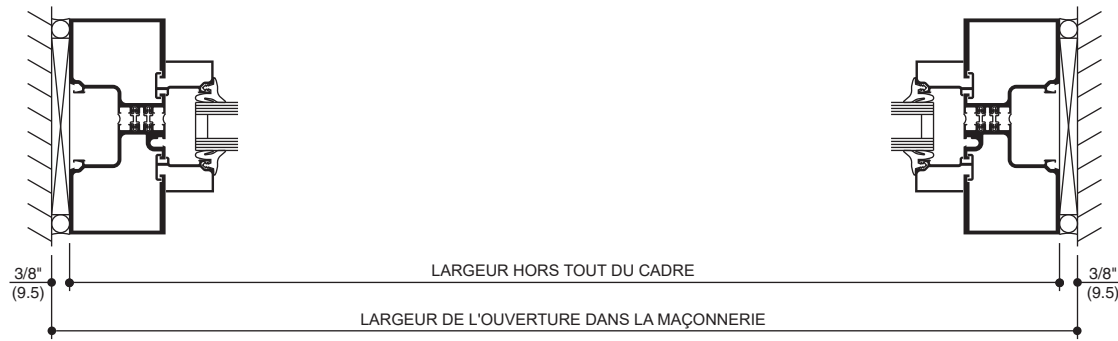 LARGEUR HORS TOUT DU CADRE
3/8"
(9.5)
3/8"
(9.5)
LARGEUR DE L'OUVERTURE DANS LA MAÇONNERIE